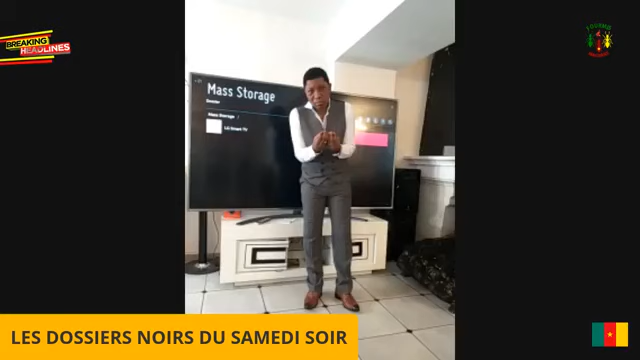 BREAKING
HEADLINES
Mass Storage
Mass Storage /
LG Smart TV
LES DOSSIERS NOIRS DU SAMEDI SOIR